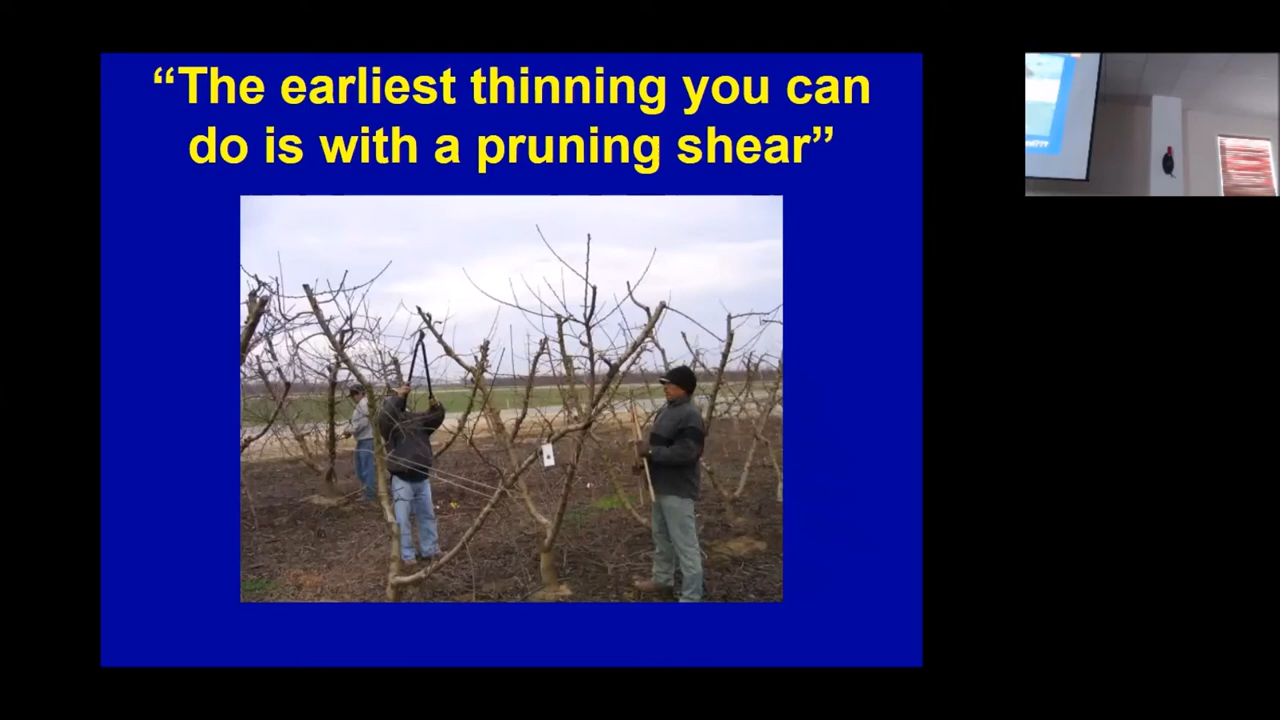 “The earliest thinning you can
do is with a pruning shear”